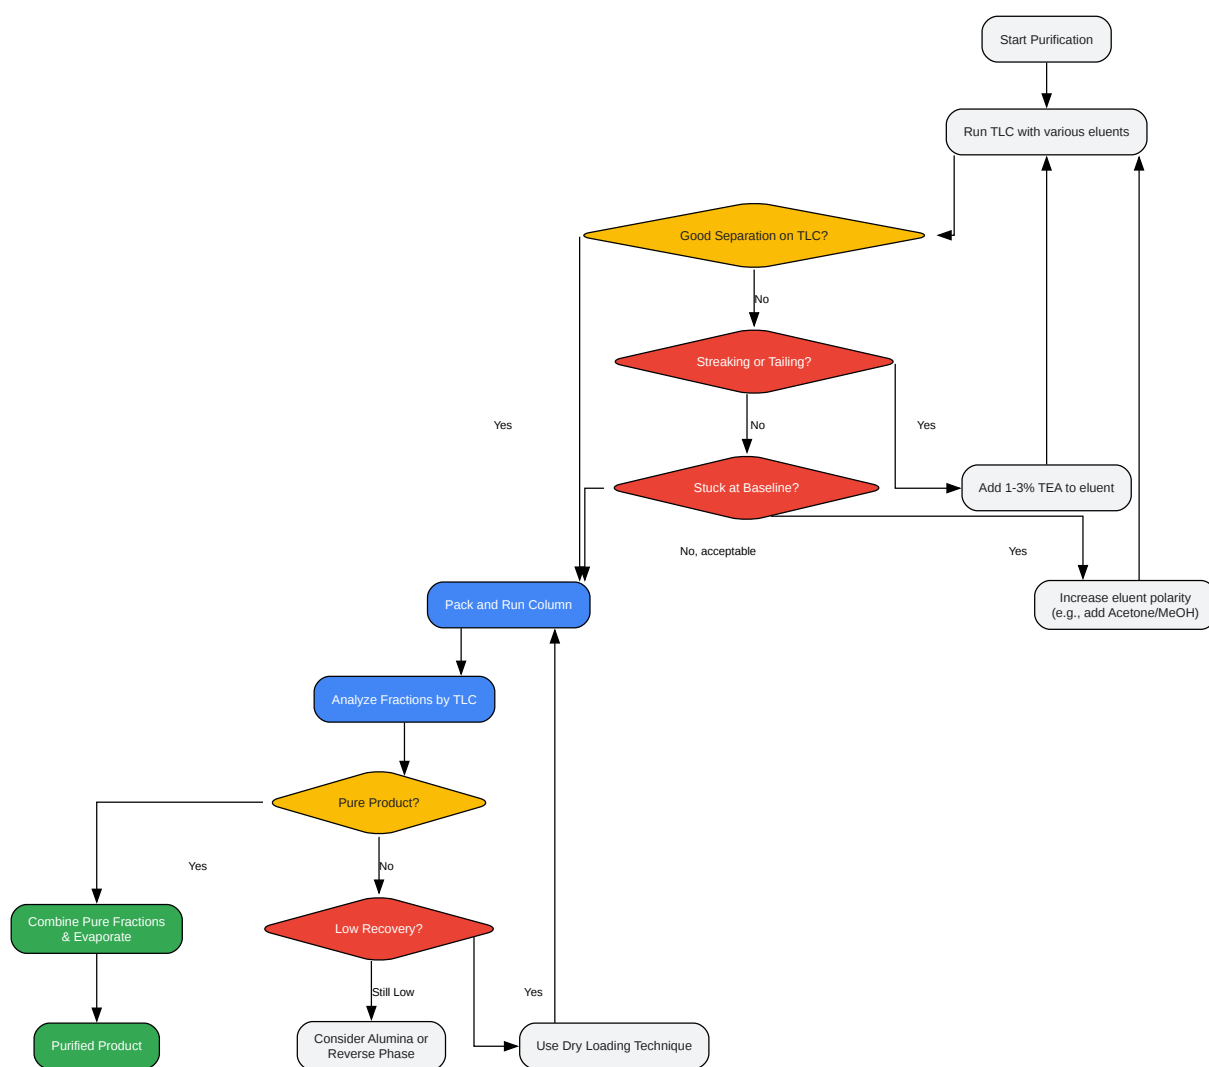 Start Purification
Run TLC with various eluents
Good Separation on TLC?
No
Streaking or Tailing?
Yes
No
Yes
Stuck at Baseline?
Add 1-3% TEA to eluent
No, acceptable
Yes
Pack and Run Column
Increase eluent polarity
(e.g., add Acetone/MeOH)
Analyze Fractions by TLC
Pure Product?
Yes
No
Combine Pure Fractions
& Evaporate
Low Recovery?
Still Low
Yes
Purified Product
Consider Alumina or
Reverse Phase
Use Dry Loading Technique